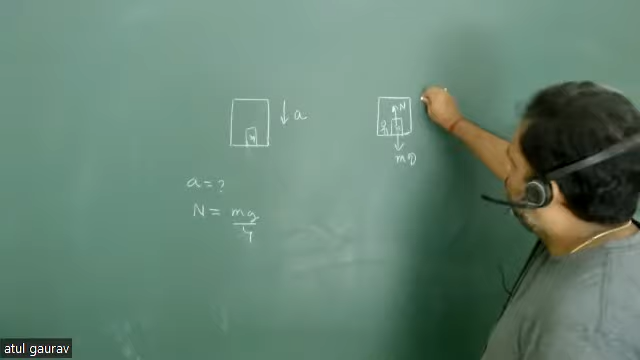 m
↓ a
N
mg
a = ?
N = mg/4
atul gaurav